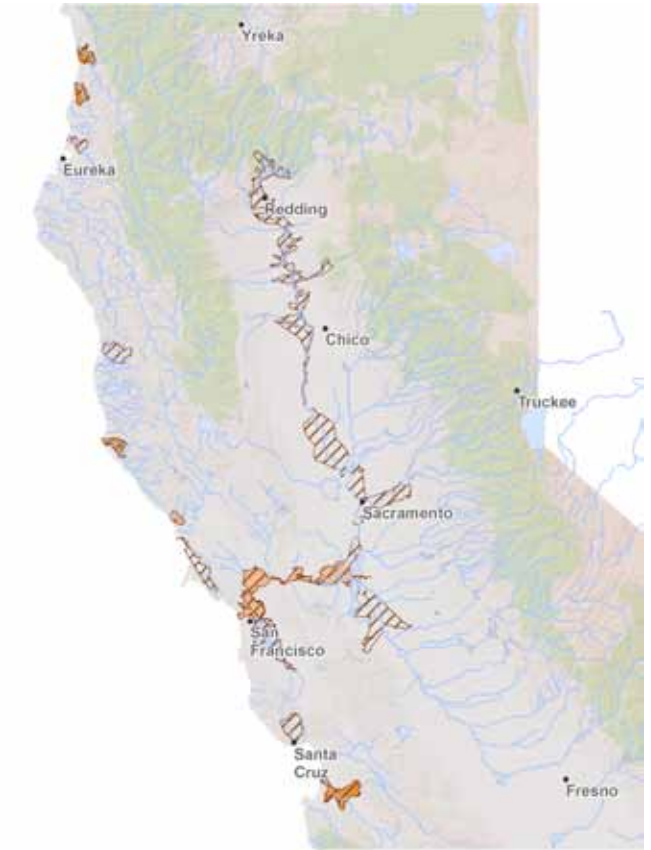 Yreka
Eureka
Redding
Chico
Truckee
Sacramento
San
Francisco
Santa
Cruz
Fresno